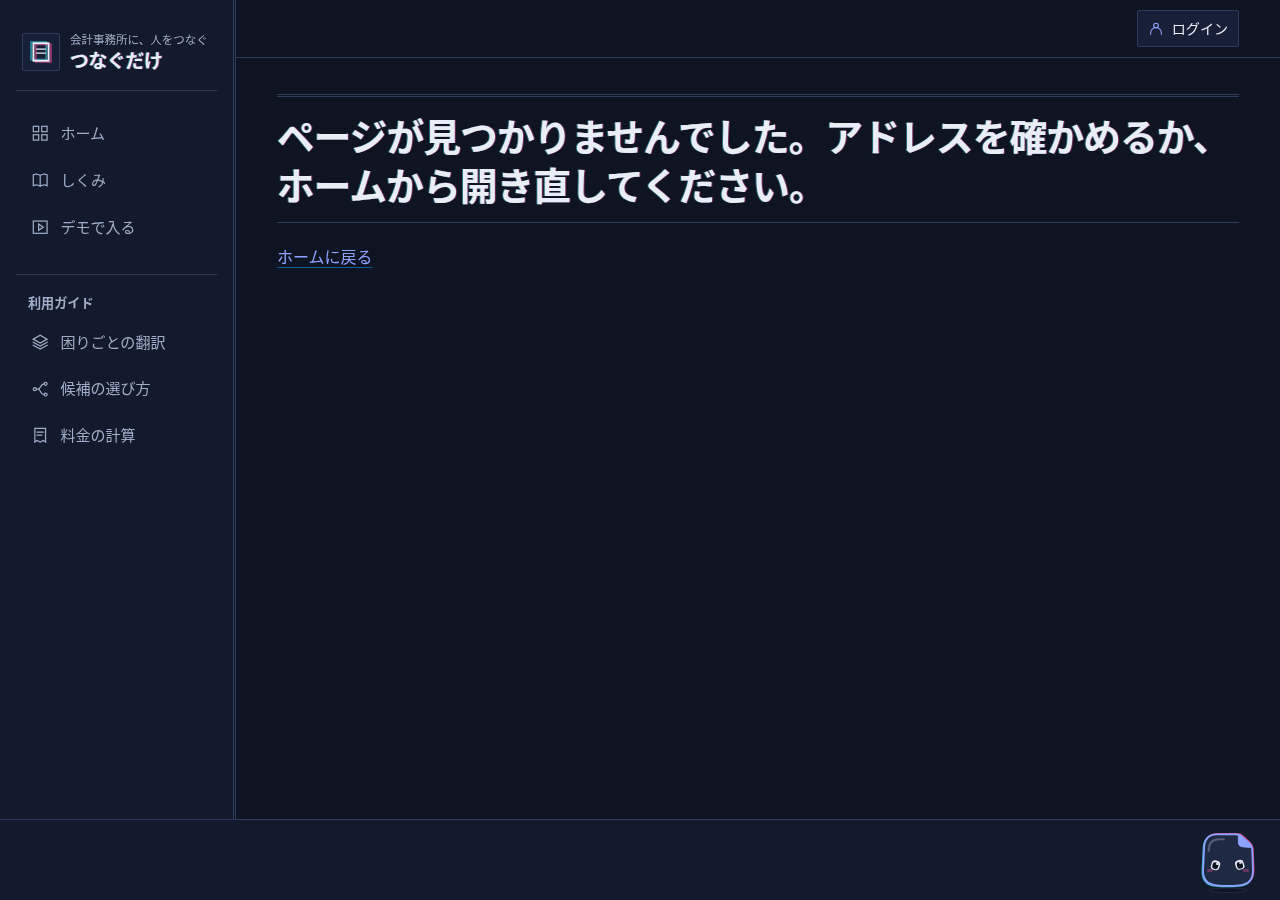 会計事務所に、人をつなぐ
つなぐだけ
ログイン
ホーム
しくみ
デモで入る
利用ガイド
困りごとの翻訳
候補の選び方
料金の計算
ページが見つかりませんでした。アドレスを確かめるか、
ホームから開き直してください。
ホームに戻る